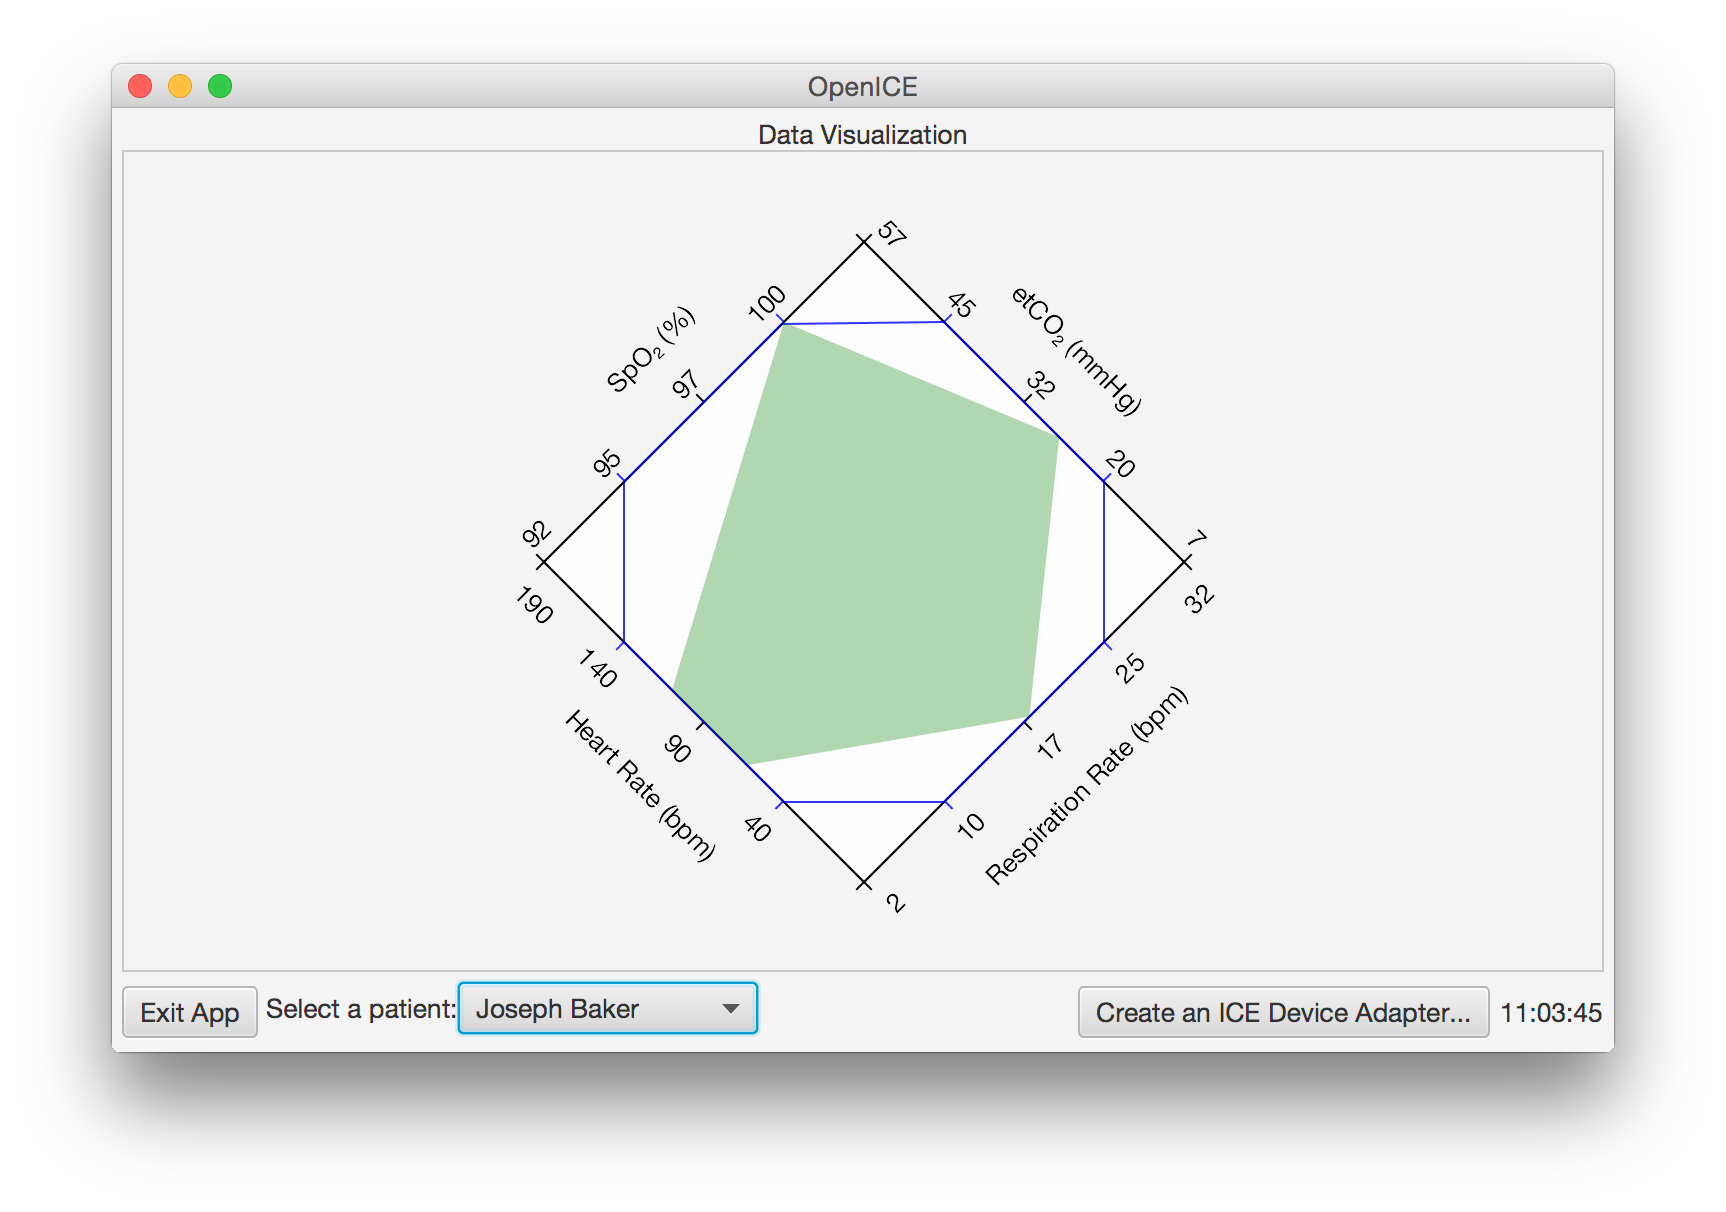 OpenICE
Data Visualization
57
100
45
SpO₂ (%)
etCO₂ (mmHg)
97
32
95
20
92
7
190
32
140
25
Heart Rate (bpm)
90
17
Respiration Rate (bpm)
40
10
2
Exit App
Select a patient:
Joseph Baker
Create an ICE Device Adapter...
11:03:45